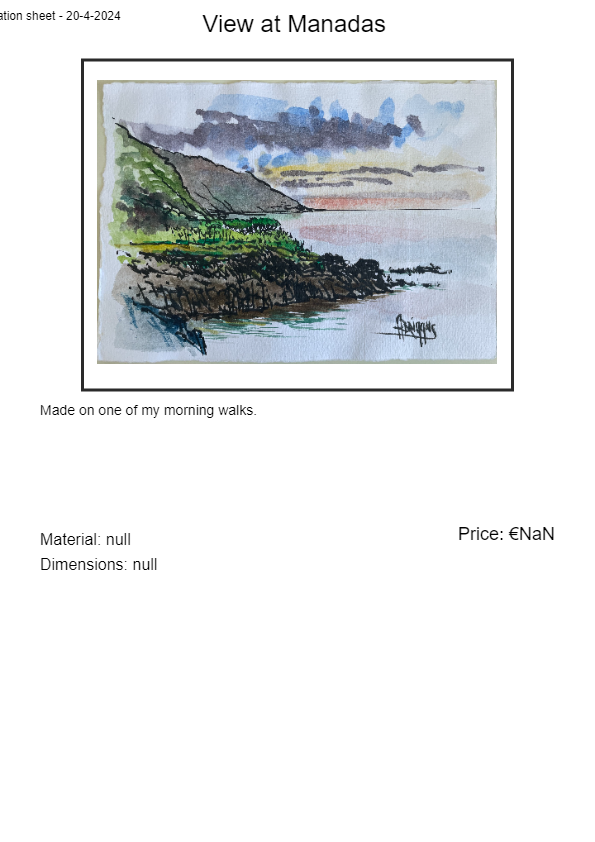 ation sheet - 20-4-2024
View at Manadas
Made on one of my morning walks.
Material: null
Price: €NaN
Dimensions: null